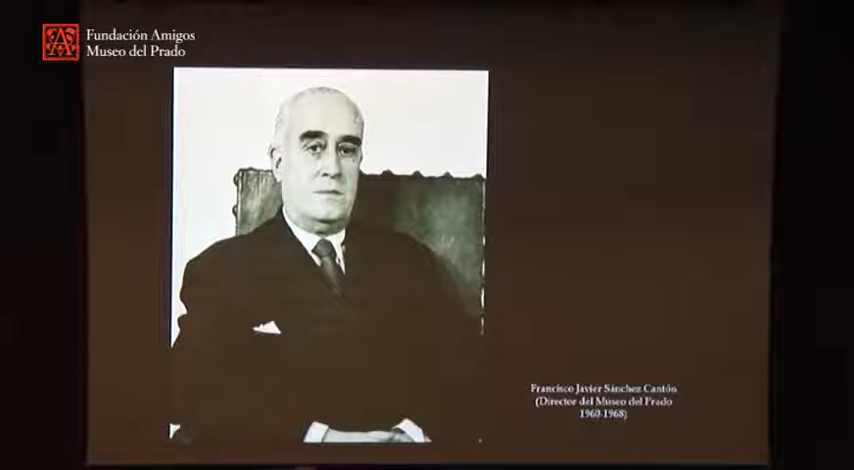 Fundación Amigos
Museo del Prado
Francisco Javier Sánchez Cantón
(Director del Museo del Prado
1960-1968)